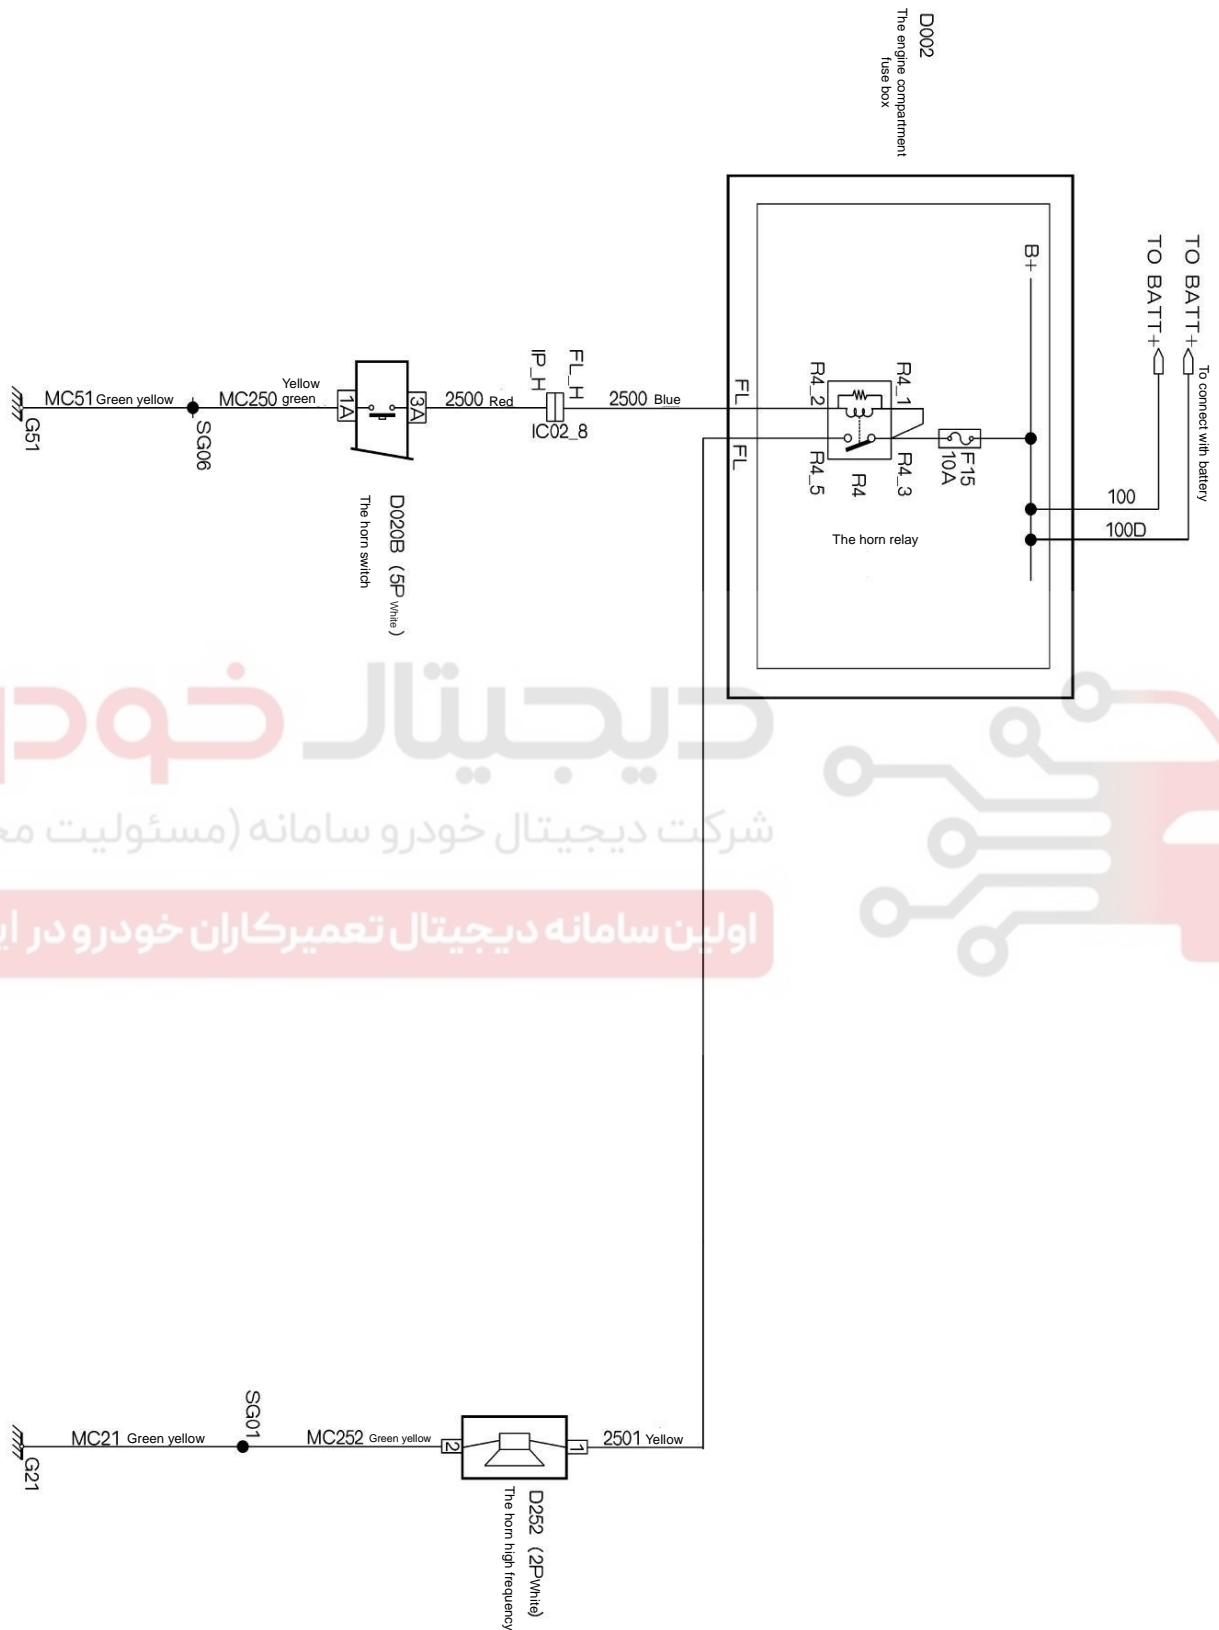 D002
The engine compartment
fuse box
TO BATT+
TO BATT+
To connect with battery
B+
100
100D
F15
10A
R4_1
R4_2
R4_3
R4_5
R4
The horn relay
FL
FL
2500 Blue
FL_H
IP_H
IC02_8
2500 Red
3A
1A
D020B (5P White)
The horn switch
MC250 Yellow
green
SG06
MC51 Green yellow
G51
دیجیتال خودر
شرکت دیجیتال خودرو سامانه (مسئولیت مح
اولین سامانه دیجیتال تعمیرکاران خودرو در ای
2501 Yellow
1
2
D252 (2P White)
The horn high frequency
MC252 Green yellow
SG01
MC21 Green yellow
G21